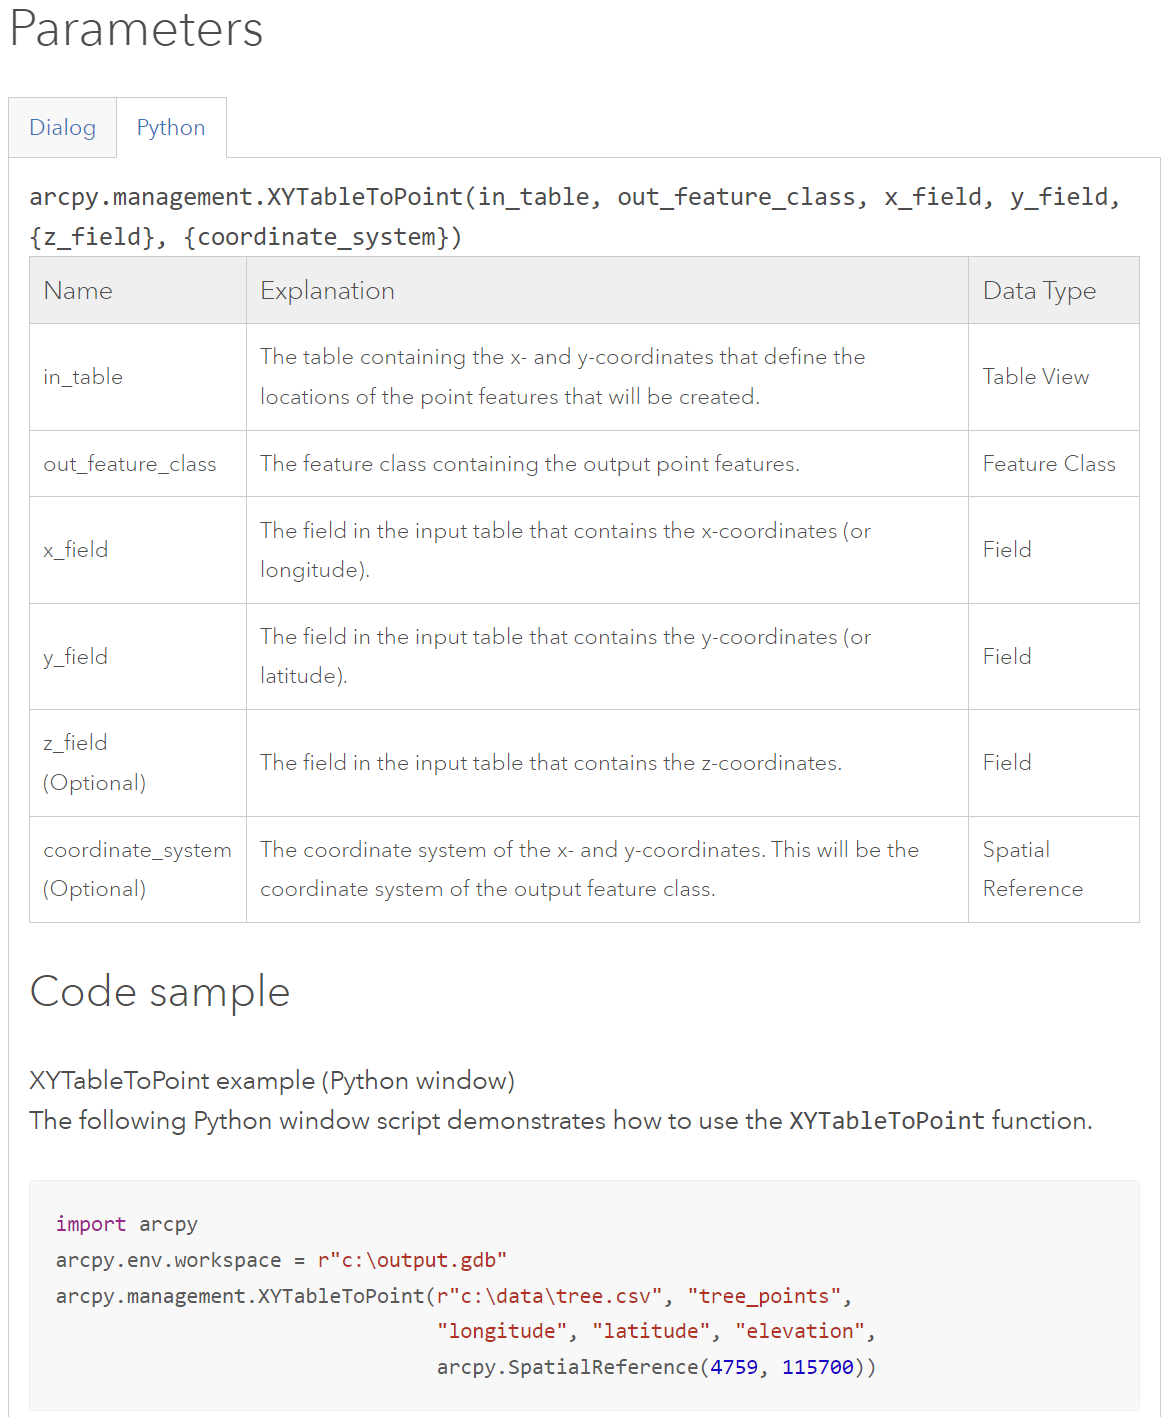 Parameters
Dialog
Python
arcpy.management.XYTableToPoint(in_table, out_feature_class, x_field, y_field,
{z_field}, {coordinate_system})
Name Explanation Data Type
in_table
The table containing the x- and y-coordinates that define the
locations of the point features that will be created.
Table View
out_feature_class The feature class containing the output point features. Feature Class
x_field
The field in the input table that contains the x-coordinates (or
longitude).
Field
y_field
The field in the input table that contains the y-coordinates (or
latitude).
Field
z_field
(Optional)
The field in the input table that contains the z-coordinates.
Field
coordinate_system
(Optional)
The coordinate system of the x- and y-coordinates. This will be the
coordinate system of the output feature class.
Spatial
Reference
Code sample
XYTableToPoint example (Python window)
The following Python window script demonstrates how to use the XYTableToPoint function.
import arcpy
arcpy.env.workspace = r"c:\output.gdb"
arcpy.management.XYTableToPoint(r"c:\data\tree.csv", "tree_points",
"longitude", "latitude", "elevation",
arcpy.SpatialReference(4759, 115700))